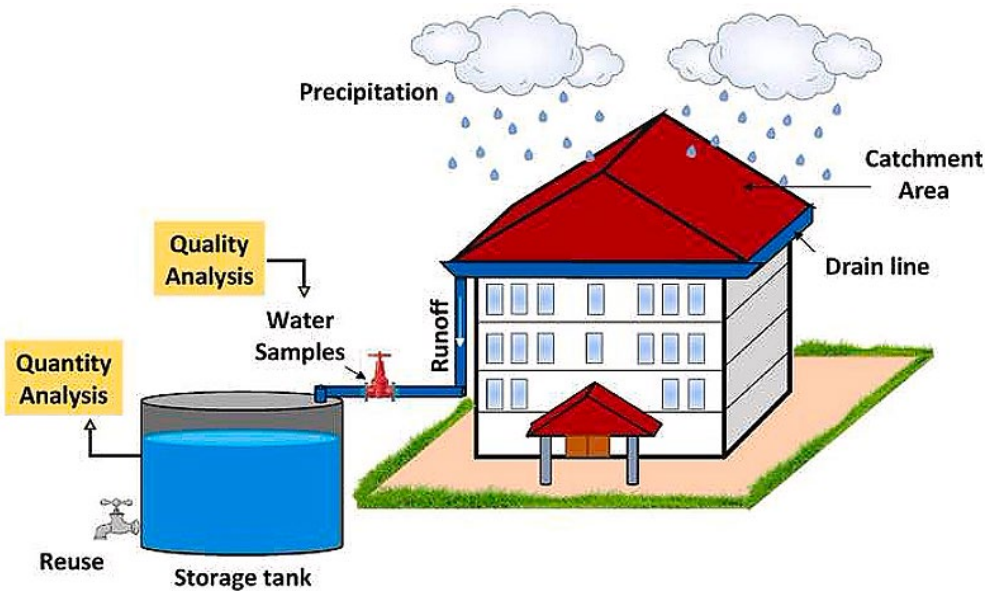 Precipitation
Catchment
Area
Drain line
Quality
Analysis
Water
Samples
Runoff
Quantity
Analysis
Reuse
Storage tank